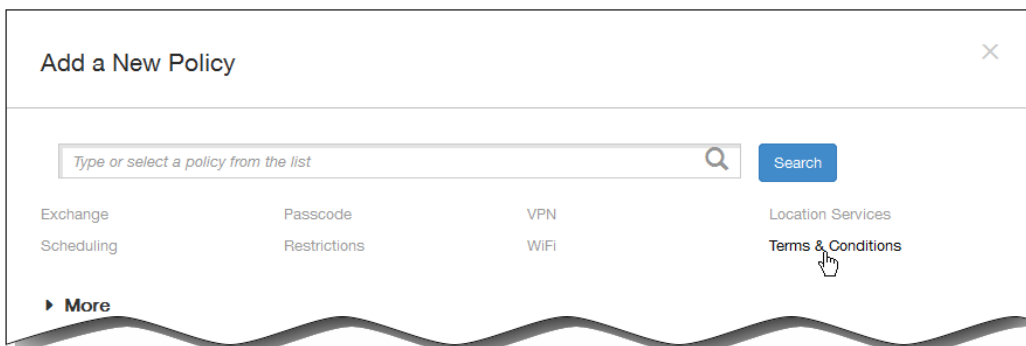 Add a New Policy
Type or select a policy from the list
Search
Exchange Passcode VPN Location Services
Scheduling Restrictions WiFi Terms & Conditions
More